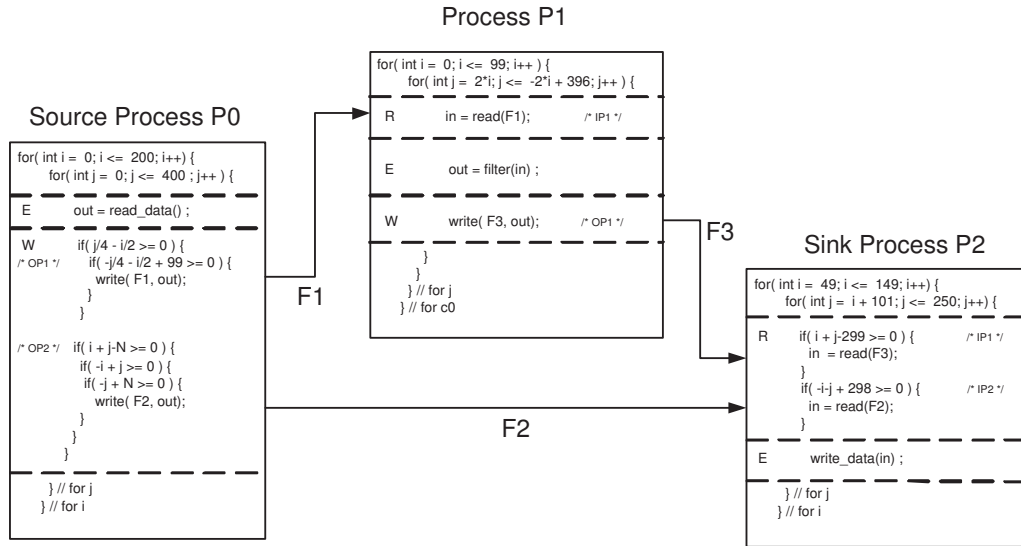 Process P1
for( int i = 0; i <= 99; i++ ) {
for( int j = 2*i; j <= -2*i + 396; j++ ) {
R in = read(F1); /* IP1 */
E out = filter(in) ;
W write( F3, out); /* OP1 */
}
}
} // for j
} // for c0
Source Process P0
for( int i = 0; i <= 200; i++) {
for( int j = 0; j <= 400 ; j++ ) {
E out = read_data() ;
W if( j/4 - i/2 >= 0 ) {
/* OP1 */ if( -j/4 - i/2 + 99 >= 0 ) {
write( F1, out);
}
}
/* OP2 */ if( i + j-N >= 0 ) {
if( -i + j >= 0 ) {
if( -j + N >= 0 ) {
write( F2, out);
}
}
}
} // for j
} // for i
F1
F2
F3
Sink Process P2
for( int i = 49; i <= 149; i++) {
for( int j = i + 101; j <= 250; j++) {
R if( i + j-299 >= 0 ) { /* IP1 */
in = read(F3);
}
if( -i-j + 298 >= 0 ) { /* IP2 */
in = read(F2);
}
E write_data(in) ;
} // for j
} // for i